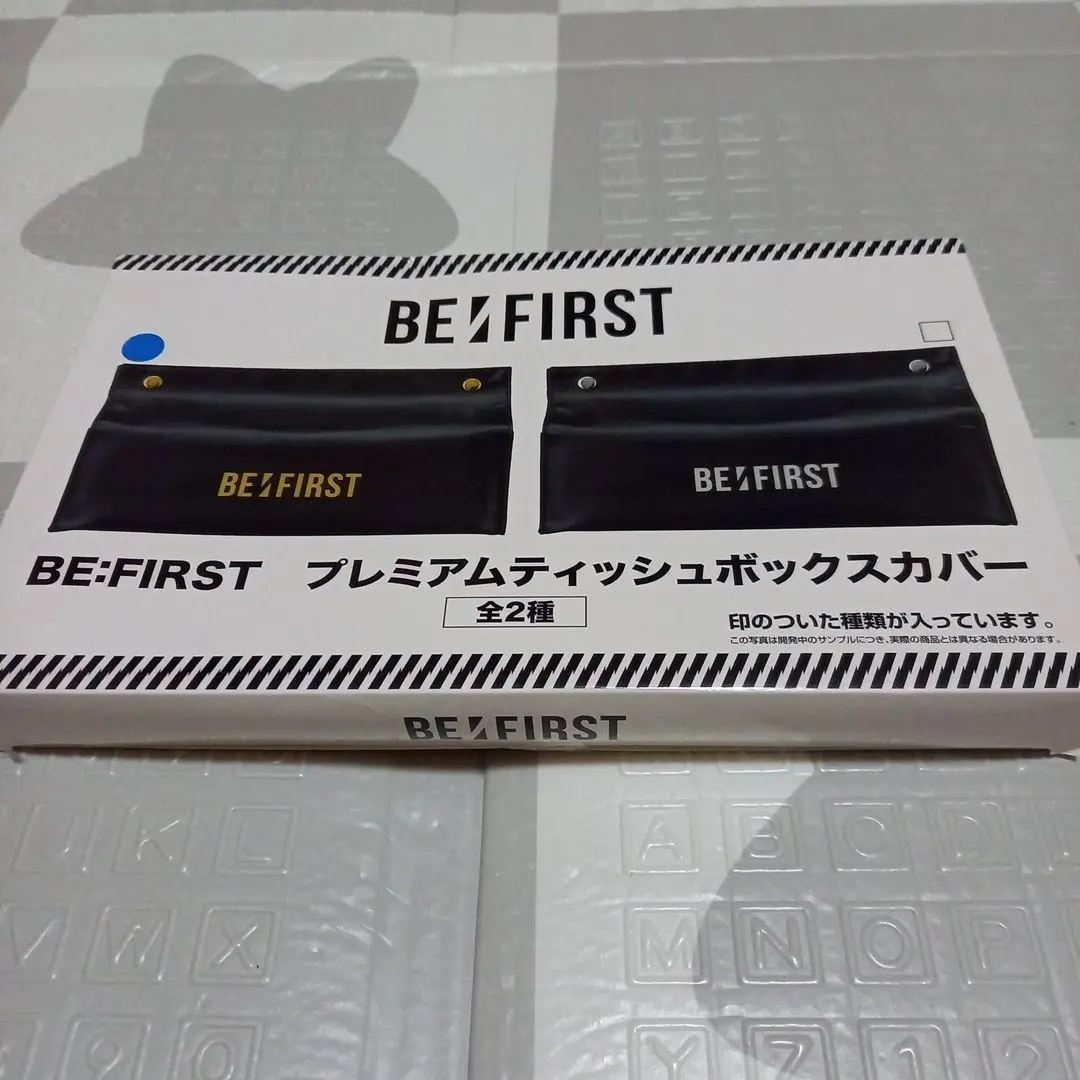 BE:FIRST
BE:FIRST
BE:FIRST
BE:FIRST プレミアムティッシュボックスカバー
全2種
印のついた種類が入っています。
この写真は開発中のサンプルにつき、実際の商品とは異なる場合があります。
BE:FIRST
J K L
V W X
9 0
A B C D
M N O P
Y Z 1 2